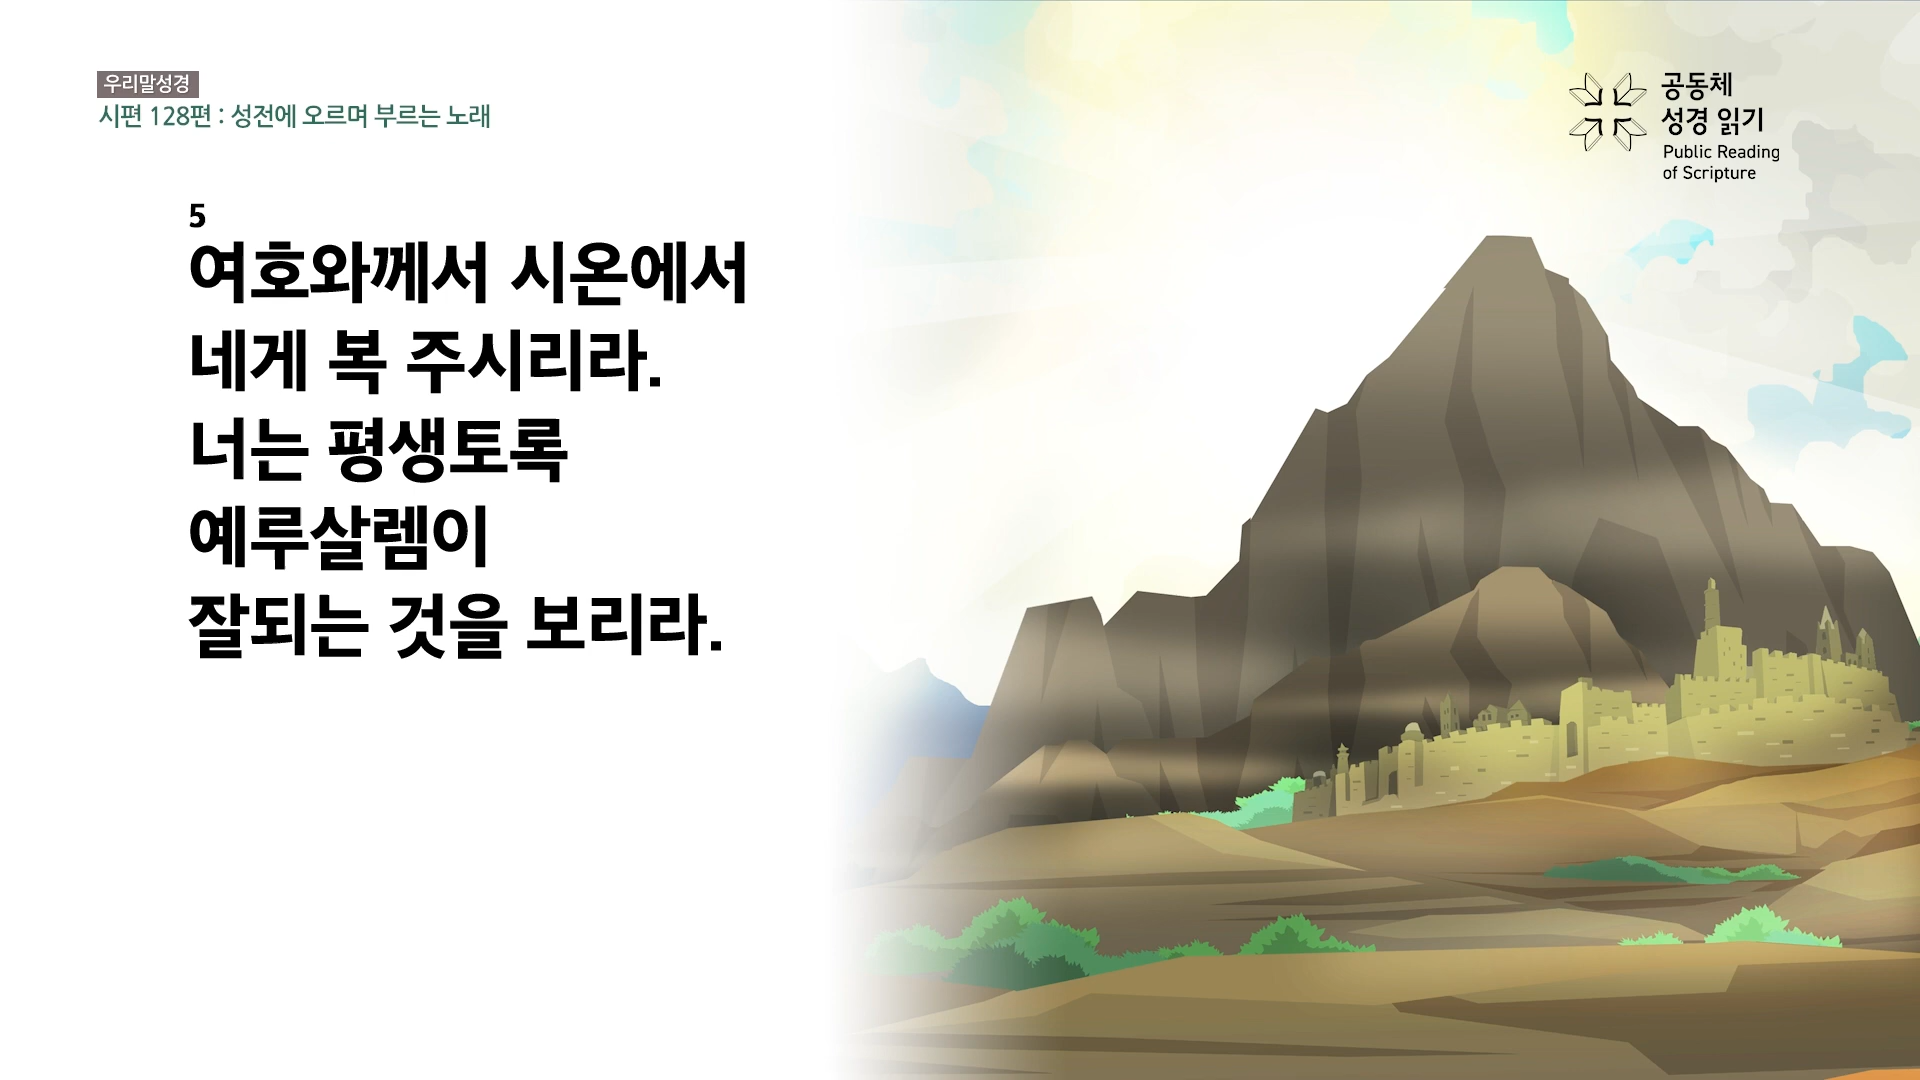 우리말성경
시편 128편 : 성전에 오르며 부르는 노래
공동체
성경 읽기
Public Reading
of Scripture
5
여호와께서 시온에서
네게 복 주시리라.
너는 평생토록
예루살렘이
잘되는 것을 보리라.